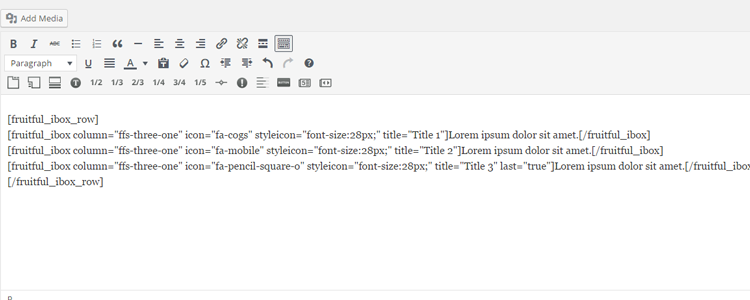 Add Media
B I ABC
Paragraph U A Ω ?
T 1/2 1/3 2/3 1/4 3/4 1/5
[fruitful_ibox_row]
[fruitful_ibox column="ffs-three-one" icon="fa-cogs" styleicon="font-size:28px;" title="Title 1"]Lorem ipsum dolor sit amet.[/fruitful_ibox]
[fruitful_ibox column="ffs-three-one" icon="fa-mobile" styleicon="font-size:28px;" title="Title 2"]Lorem ipsum dolor sit amet.[/fruitful_ibox]
[fruitful_ibox column="ffs-three-one" icon="fa-pencil-square-o" styleicon="font-size:28px;" title="Title 3" last="true"]Lorem ipsum dolor sit amet.[/fruitful_ibox
[/fruitful_ibox_row]